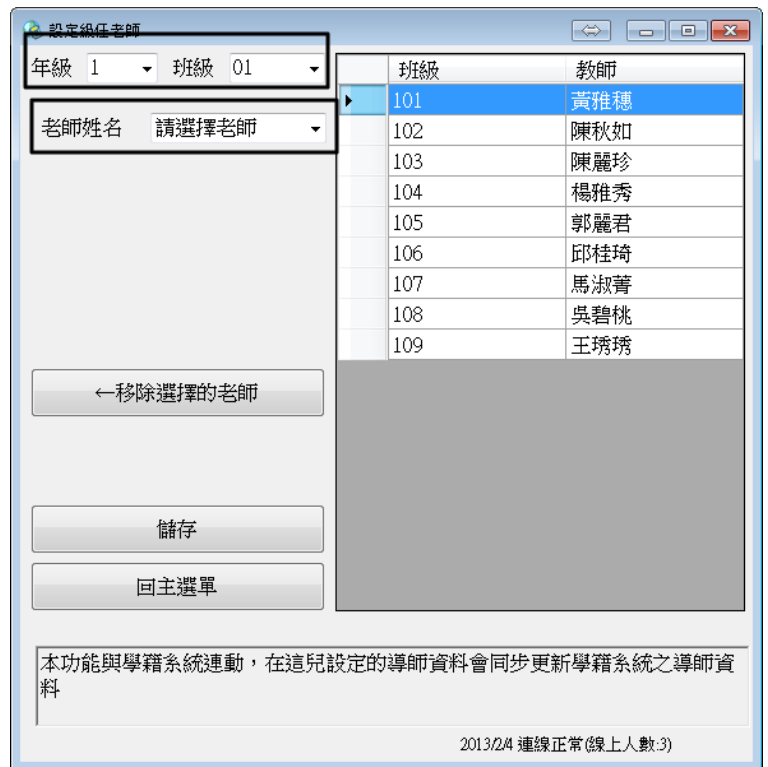 設定級任老師
年級 1 班級 01
老師姓名 請選擇老師
班級 教師
101 黃雅穗
102 陳秋如
103 陳麗珍
104 楊雅秀
105 郭麗君
106 邱桂琦
107 馬淑菁
108 吳碧桃
109 王琇琇
←移除選擇的老師
儲存
回主選單
本功能與學籍系統連動，在這兒設定的導師資料會同步更新學籍系統之導師資
料
2013/2/4 連線正常(線上人數:3)